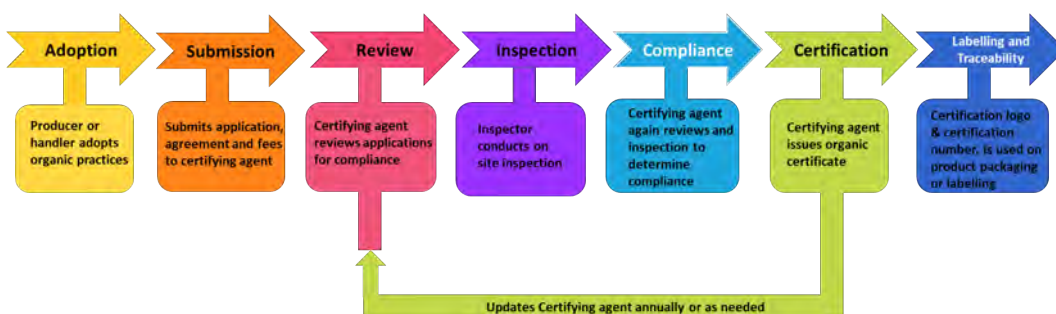 Adoption
Producer or
handler adopts
organic practices
Submission
Submits application,
agreement and fees
to certifying agent
Review
Certifying agent
reviews applications
for compliance
Inspection
Inspector
conducts on
site inspection
Compliance
Certifying agent
again reviews and
inspection to
determine
compliance
Certification
Certifying agent
issues organic
certificate
Labelling and
Traceability
Certification logo
& certification
number, is used on
product packaging
or labelling
Updates Certifying agent annually or as needed